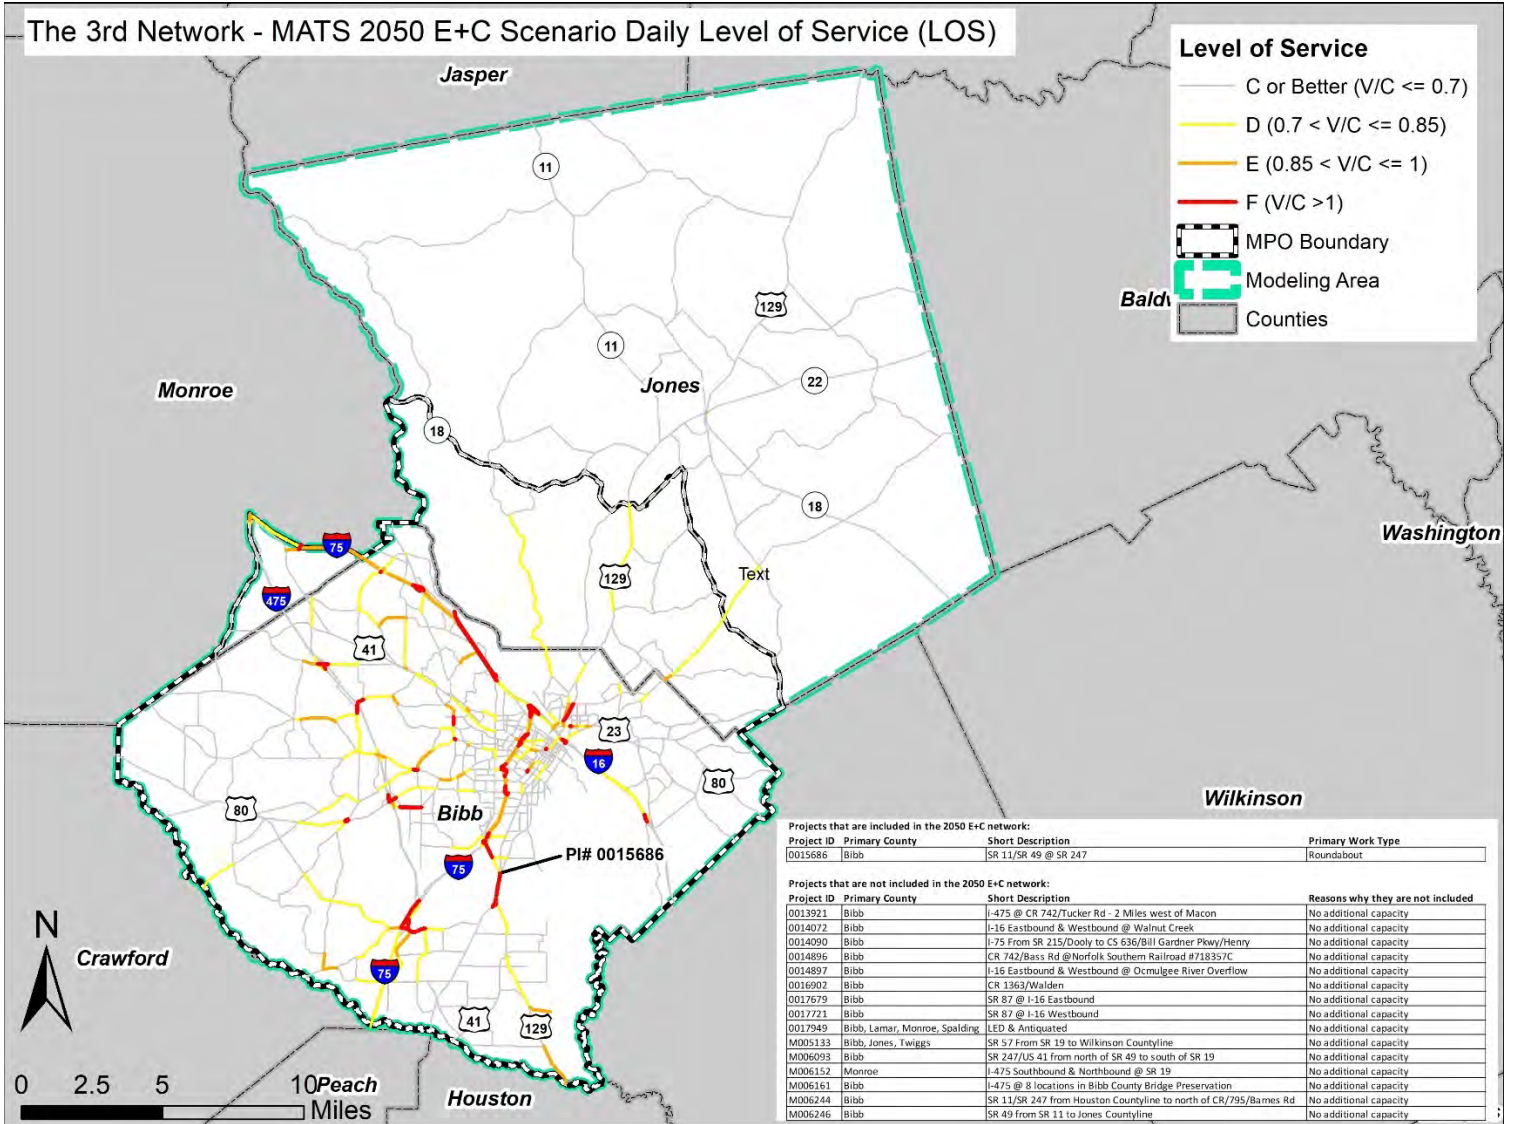 The 3rd Network - MATS 2050 E+C Scenario Daily Level of Service (LOS)
Level of Service
C or Better (V/C <= 0.7)
D (0.7 < V/C <= 0.85)
E (0.85 < V/C <= 1)
F (V/C >1)
MPO Boundary
Modeling Area
Counties
Jasper
11
129
Baldw
11
22
Jones
Monroe
18
18
Washington
75
129
Text
475
41
23
16
80
80
Wilkinson
Bibb
PI# 0015686
75
N
Crawford
75
41
129
0 2.5 5 10
Miles
Peach
Houston
Projects that are included in the 2050 E+C network:
Project ID Primary County Short Description Primary Work Type
0015686 Bibb SR 11/SR 49 @ SR 247 Roundabout
Projects that are not included in the 2050 E+C network:
Project ID Primary County Short Description Reasons why they are not included
0013921 Bibb I-475 @ CR 742/Tucker Rd - 2 Miles west of Macon No additional capacity
0014072 Bibb I-16 Eastbound & Westbound @ Walnut Creek No additional capacity
0014090 Bibb I-75 From SR 215/Dooly to CS 636/Bill Gardner Pkwy/Henry No additional capacity
0014896 Bibb CR 742/Bass Rd @Norfolk Southern Railroad #718357C No additional capacity
0014897 Bibb I-16 Eastbound & Westbound @ Ocmulgee River Overflow No additional capacity
0016902 Bibb CR 1363/Walden No additional capacity
0017679 Bibb SR 87 @ I-16 Eastbound No additional capacity
0017721 Bibb SR 87 @ I-16 Westbound No additional capacity
0017949 Bibb, Lamar, Monroe, Spalding LED & Antiquated No additional capacity
M005133 Bibb, Jones, Twiggs SR 57 From SR 19 to Wilkinson Countyline No additional capacity
M006093 Bibb SR 247/US 41 from north of SR 49 to south of SR 19 No additional capacity
M006152 Monroe I-475 Southbound & Northbound @ SR 19 No additional capacity
M006161 Bibb I-475 @ 8 locations in Bibb County Bridge Preservation No additional capacity
M006244 Bibb SR 11/SR 247 from Houston Countyline to north of CR/795/Barnes Rd No additional capacity
M006246 Bibb SR 49 from SR 11 to Jones Countyline No additional capacity